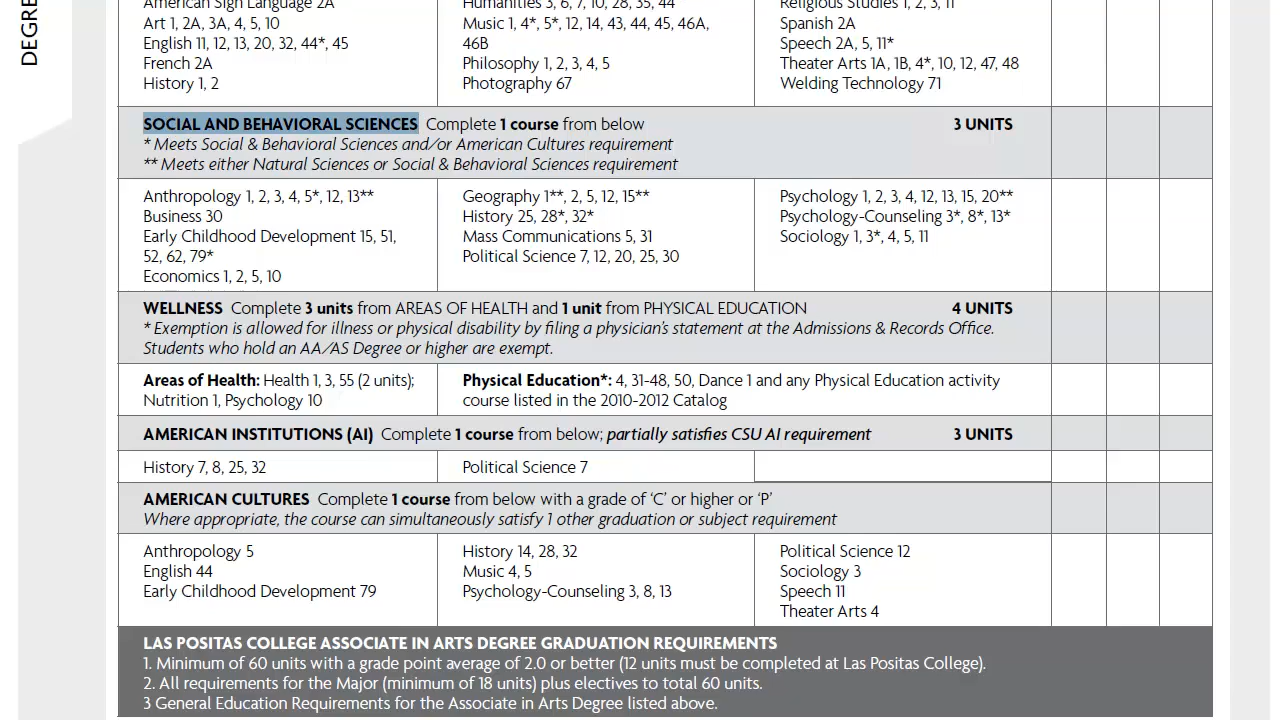 DEGRE
American Sign Language 2A
Art 1, 2A, 3A, 4, 5, 10
English 11, 12, 13, 20, 32, 44*, 45
French 2A
History 1, 2
Humanities 3, 6, 7, 10, 28, 35, 44
Music 1, 4*, 5*, 12, 14, 43, 44, 45, 46A,
46B
Philosophy 1, 2, 3, 4, 5
Photography 67
Religious Studies 1, 2, 3, 11
Spanish 2A
Speech 2A, 5, 11*
Theater Arts 1A, 1B, 4*, 10, 12, 47, 48
Welding Technology 71
SOCIAL AND BEHAVIORAL SCIENCES Complete 1 course from below 3 UNITS
* Meets Social & Behavioral Sciences and/or American Cultures requirement
** Meets either Natural Sciences or Social & Behavioral Sciences requirement
Anthropology 1, 2, 3, 4, 5*, 12, 13**
Business 30
Early Childhood Development 15, 51,
52, 62, 79*
Economics 1, 2, 5, 10
Geography 1**, 2, 5, 12, 15**
History 25, 28*, 32*
Mass Communications 5, 31
Political Science 7, 12, 20, 25, 30
Psychology 1, 2, 3, 4, 12, 13, 15, 20**
Psychology-Counseling 3*, 8*, 13*
Sociology 1, 3*, 4, 5, 11
WELLNESS Complete 3 units from AREAS OF HEALTH and 1 unit from PHYSICAL EDUCATION 4 UNITS
* Exemption is allowed for illness or physical disability by filing a physician's statement at the Admissions & Records Office.
Students who hold an AA/AS Degree or higher are exempt.
Areas of Health: Health 1, 3, 55 (2 units);
Nutrition 1, Psychology 10
Physical Education*: 4, 31-48, 50, Dance 1 and any Physical Education activity
course listed in the 2010-2012 Catalog
AMERICAN INSTITUTIONS (AI) Complete 1 course from below; partially satisfies CSU AI requirement 3 UNITS
History 7, 8, 25, 32
Political Science 7
AMERICAN CULTURES Complete 1 course from below with a grade of ‘C’ or higher or ‘P’
Where appropriate, the course can simultaneously satisfy 1 other graduation or subject requirement
Anthropology 5
English 44
Early Childhood Development 79
History 14, 28, 32
Music 4, 5
Psychology-Counseling 3, 8, 13
Political Science 12
Sociology 3
Speech 11
Theater Arts 4
LAS POSITAS COLLEGE ASSOCIATE IN ARTS DEGREE GRADUATION REQUIREMENTS
1. Minimum of 60 units with a grade point average of 2.0 or better (12 units must be completed at Las Positas College).
2. All requirements for the Major (minimum of 18 units) plus electives to total 60 units.
3 General Education Requirements for the Associate in Arts Degree listed above.